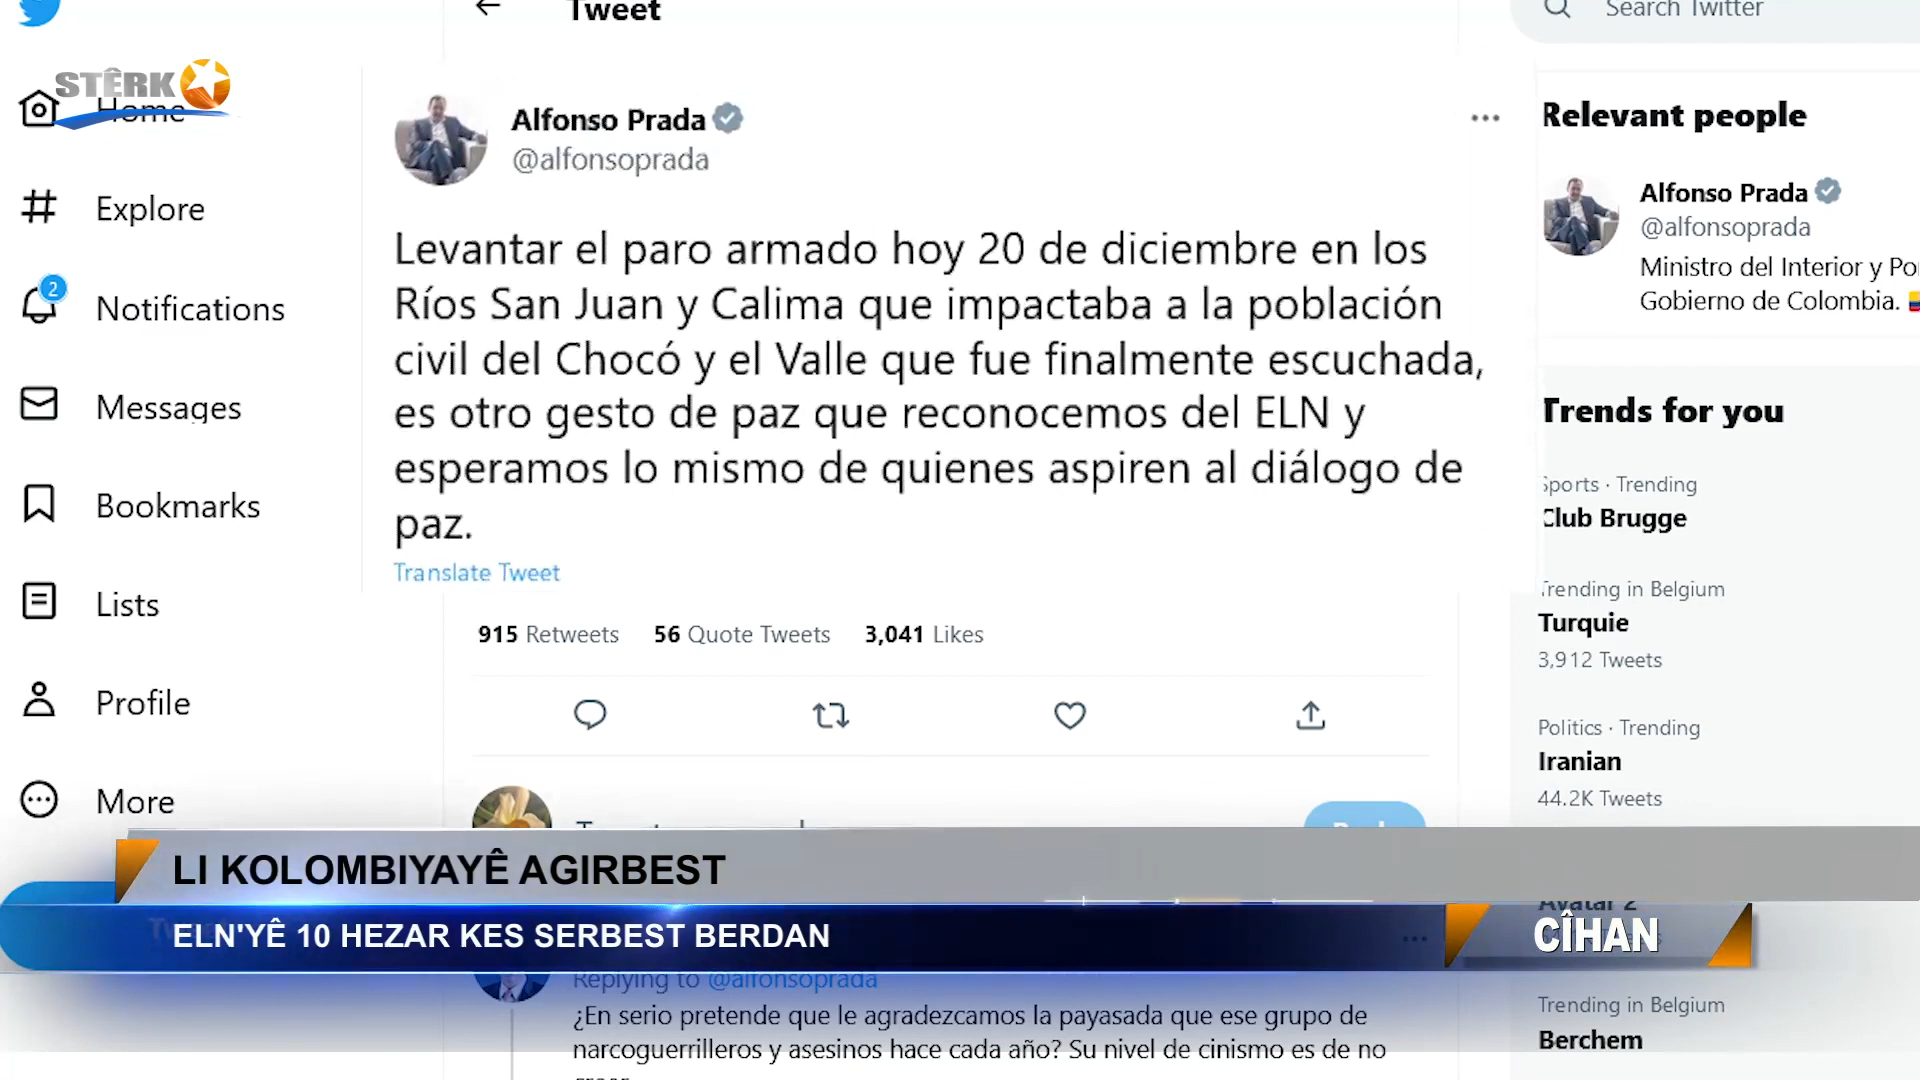 Tweet
Search Twitter
STÊRK
Home
Explore
Notifications
2
Messages
Bookmarks
Lists
Profile
More
Alfonso Prada
@alfonsoprada
Levantar el paro armado hoy 20 de diciembre en los
Ríos San Juan y Calima que impactaba a la población
civil del Chocó y el Valle que fue finalmente escuchada,
es otro gesto de paz que reconocemos del ELN y
esperamos lo mismo de quienes aspiren al diálogo de
paz.
Translate Tweet
915 Retweets 56 Quote Tweets 3,041 Likes
Relevant people
Alfonso Prada
@alfonsoprada
Ministro del Interior y
Gobierno de Colombia.
Trends for you
Sports · Trending
Club Brugge
Trending in Belgium
Turquie
3,912 Tweets
Politics · Trending
Iranian
44.2K Tweets
Avatar 2
LI KOLOMBIYAYÊ AGIRBEST
ELN'YÊ 10 HEZAR KES SERBEST BERDAN
CÎHAN
Replying to @alfonsoprada
¿En serio pretende que le agradezcamos la payasada que ese grupo de
narcoguerrilleros y asesinos hace cada año? Su nivel de cinismo es de no
Trending in Belgium
Berchem